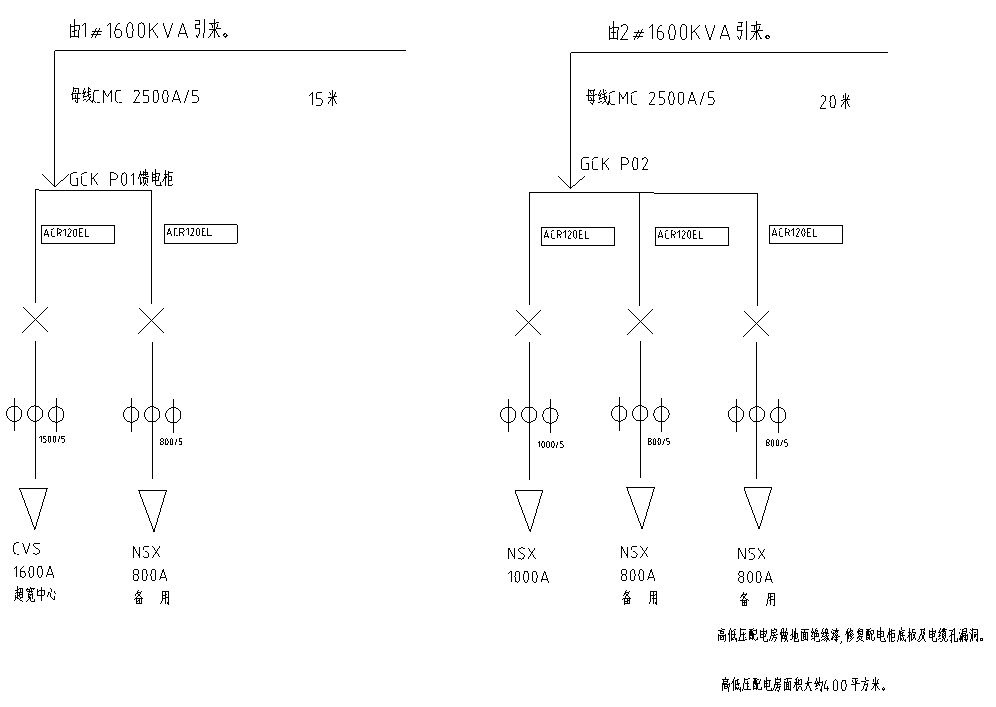 由1#1600KVA引来。
由2#1600KVA引来。
母线CMC 2500A/5
15米
母线CMC 2500A/5
20米
GCK P01馈电柜
GCK P02
ACR120EL
ACR120EL
ACR120EL
ACR120EL
ACR120EL
1500/5
800/5
1000/5
800/5
800/5
CVS
1600A
超宽中心
NSX
800A
备 用
NSX
1000A
NSX
800A
备 用
NSX
800A
备 用
高低压配电房做地面绝缘漆,修复配电柜底板及电缆孔漏洞。
高低压配电房面积大约400平方米。